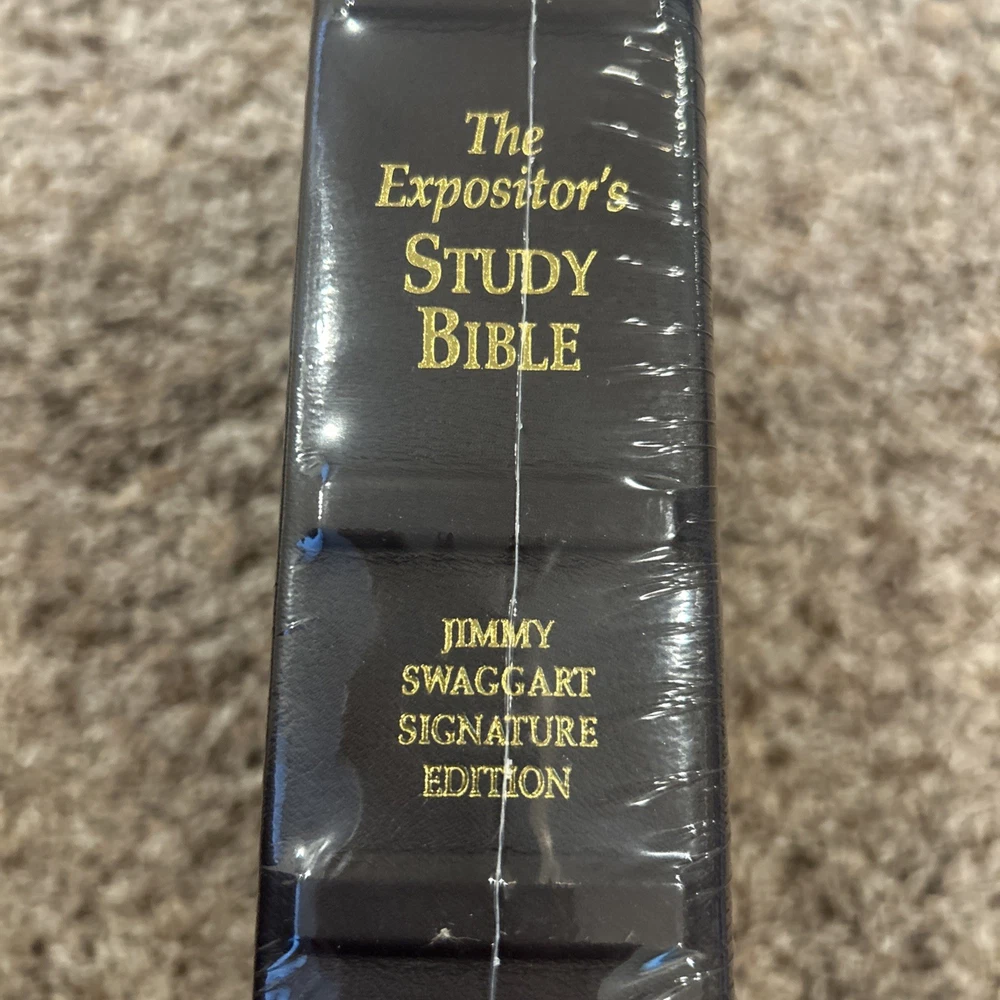 The
Expositor's
STUDY
BIBLE
JIMMY
SWAGGART
SIGNATURE
EDITION